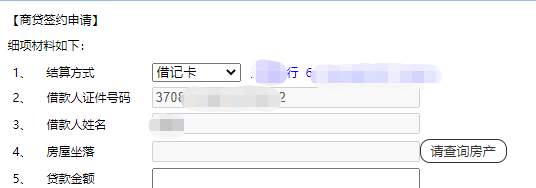 【商贷签约申请】
细项材料如下：
1、 结算方式 借记卡 行 6
2、 借款人证件号码 3708 2
3、 借款人姓名
4、 房屋坐落 请查询房产
5、 贷款金额